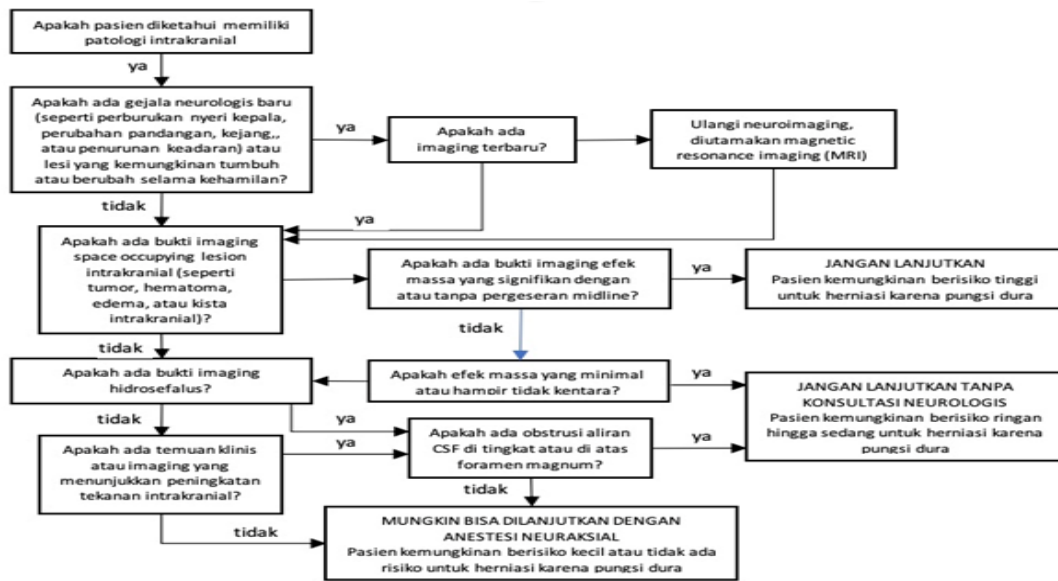 Apakah pasien diketahui memiliki
patologi intrakranial
ya
Apakah ada gejala neurologis baru
(seperti perburukan nyeri kepala,
perubahan pandangan, kejang,,
atau penurunan keadaran) atau
lesi yang kemungkinan tumbuh
atau berubah selama kehamilan?
ya
Apakah ada
imaging terbaru?
Ulangi neuroimaging,
diutamakan magnetic
resonance imaging (MRI)
tidak
ya
Apakah ada bukti imaging
space occupying lesion
intrakranial (seperti
tumor, hematoma,
edema, atau kista
intrakranial)?
Apakah ada bukti imaging efek
massa yang signifikan dengan
atau tanpa pergeseran midline?
ya
JANGAN LANJUTKAN
Pasien kemungkinan berisiko tinggi
untuk herniasi karena pungsi dura
tidak
tidak
Apakah ada bukti imaging
hidrosefalus?
Apakah efek massa yang minimal
atau hampir tidak kentara?
ya
JANGAN LANJUTKAN TANPA
KONSULTASI NEUROLOGIS
Pasien kemungkinan berisiko ringan
hingga sedang untuk herniasi karena
pungsi dura
tidak
ya
Apakah ada temuan klinis
atau imaging yang
menunjukkan peningkatan
tekanan intrakranial?
ya
Apakah ada obstrusi aliran
CSF di tingkat atau di atas
foramen magnum?
ya
tidak
tidak
MUNGKIN BISA DILANJUTKAN DENGAN
ANESTESI NEURAKSIAL
Pasien kemungkinan berisiko kecil atau tidak ada
risiko untuk herniasi karena pungsi dura